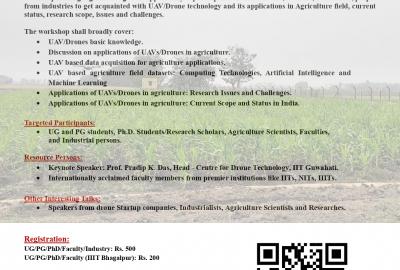 from industries to get acquainted with UAV/Drone technology and its applications in Agriculture field, current
status, research scope, issues and challenges.
The workshop shall broadly cover:
• UAV/Drones basic knowledge.
• Discussion on applications of UAVs/Drones in agriculture.
• UAV based data acquisition for agriculture applications.
• UAV based agriculture field datasets: Computing Technologies, Artificial Intelligence and
Machine Learning
• Applications of UAVs/Drones in agriculture: Research Issues and Challenges.
• Applications of UAVs/Drones in agriculture: Current Scope and Status in India.
Targeted Participants:
• UG and PG students, Ph.D. Students/Research Scholars, Agriculture Scientists, Faculties,
and Industrial persons.
Resource Persons:
• Keynote Speaker: Prof. Pradip K. Das, Head - Centre for Drone Technology, IIT Guwahati.
• Internationally acclaimed faculty members from premier institutions like IITs, NITs, IIITs.
Other Interesting Talks:
• Speakers from drone Startup companies, Industrialists, Agriculture Scientists and Researches.
Registration:
UG/PG/PhD/Faculty/Industry: Rs. 500
UG/PG/PhD/Faculty (IIIT Bhagalpur): Rs. 200